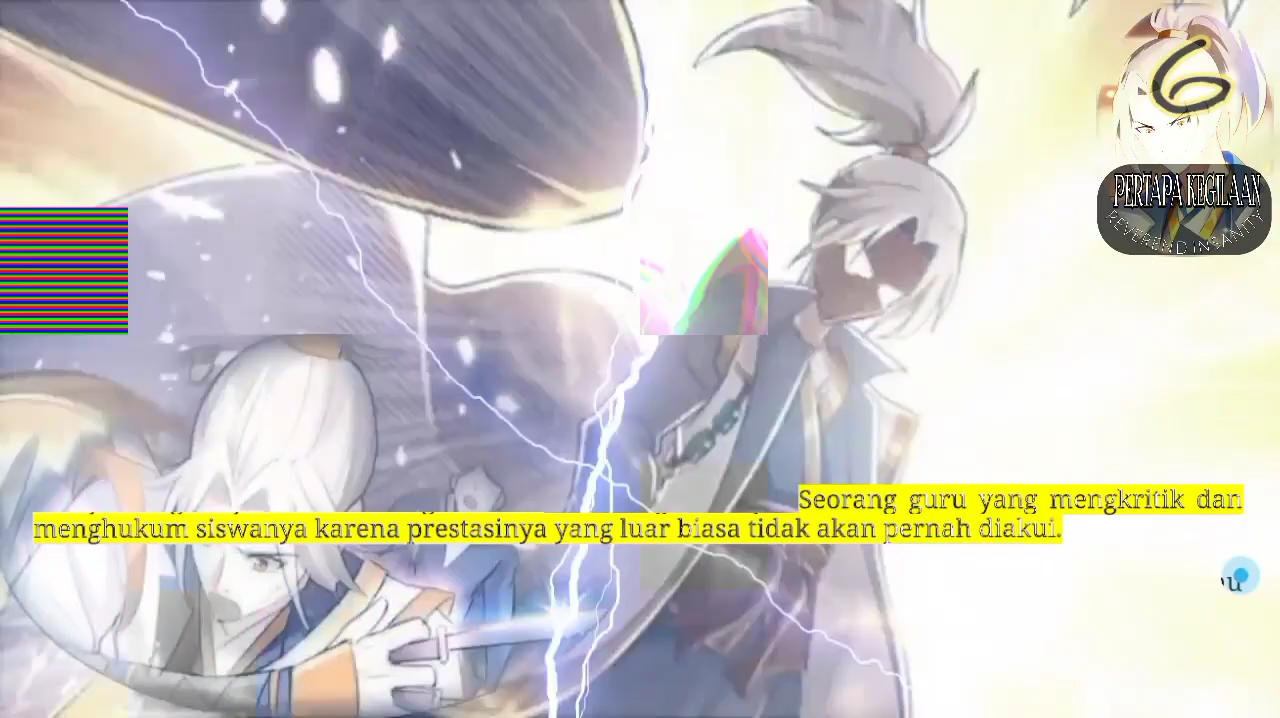 6
PERTAPA KEGILAAN
REVEREND INSANITY
Seorang guru yang mengkritik dan
menghukum siswanya karena prestasinya yang luar biasa tidak akan pernah diakui.